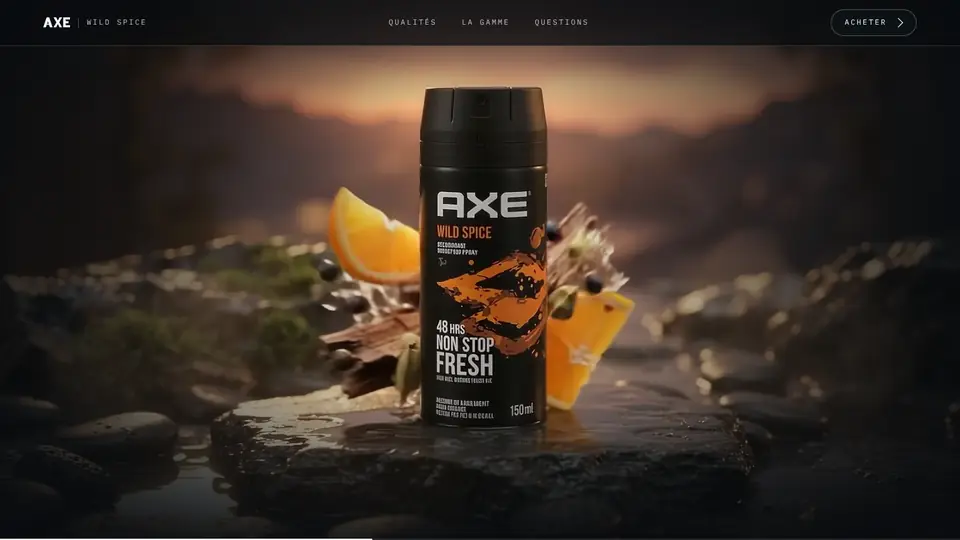 AXE
WILD SPICE
QUALITÉS
LA GAMME
QUESTIONS
ACHETER
AXE
WILD SPICE
48 HRS
NON STOP
FRESH
150ml